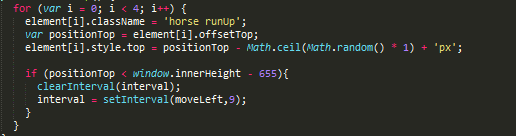 for (var i = 0; i < 4; i++) {
element[i].className = 'horse runUp';
var positionTop = element[i].offsetTop;
element[i].style.top = positionTop - Math.ceil(Math.random() * 1) + 'px';
if (positionTop < window.innerHeight - 655){
clearInterval(interval);
interval = setInterval(moveLeft,9);
}
}